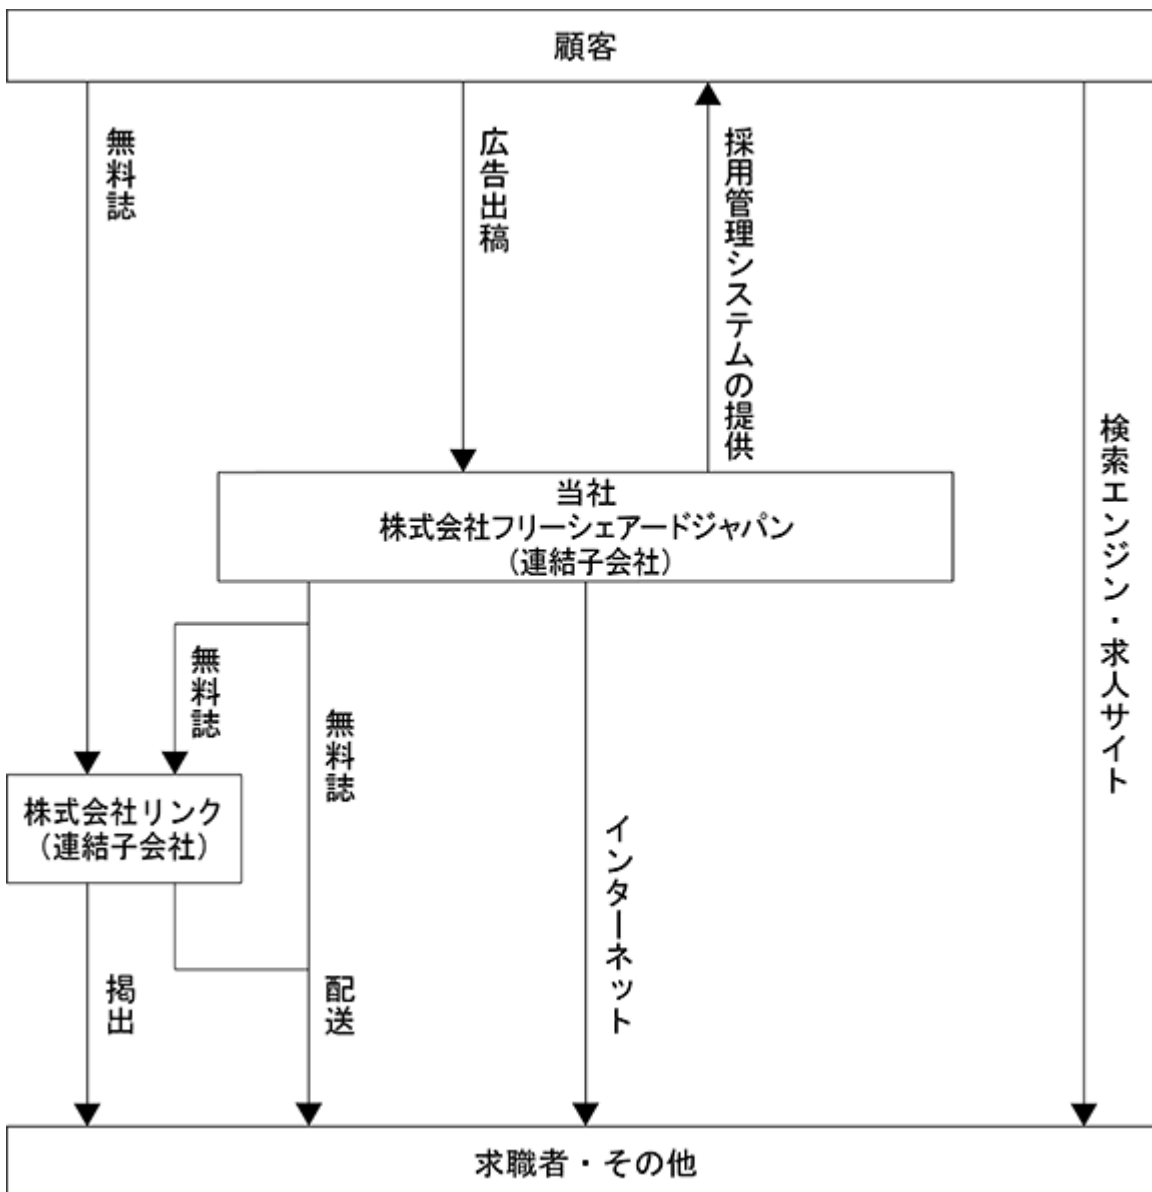 顧客
無料誌
広告出稿
採用管理システムの提供
検索エンジン・求人サイト
当社
株式会社フリーシェアードジャパン
（連結子会社）
無料誌
無料誌
株式会社リンク
（連結子会社）
インターネット
掲出
配送
求職者・その他